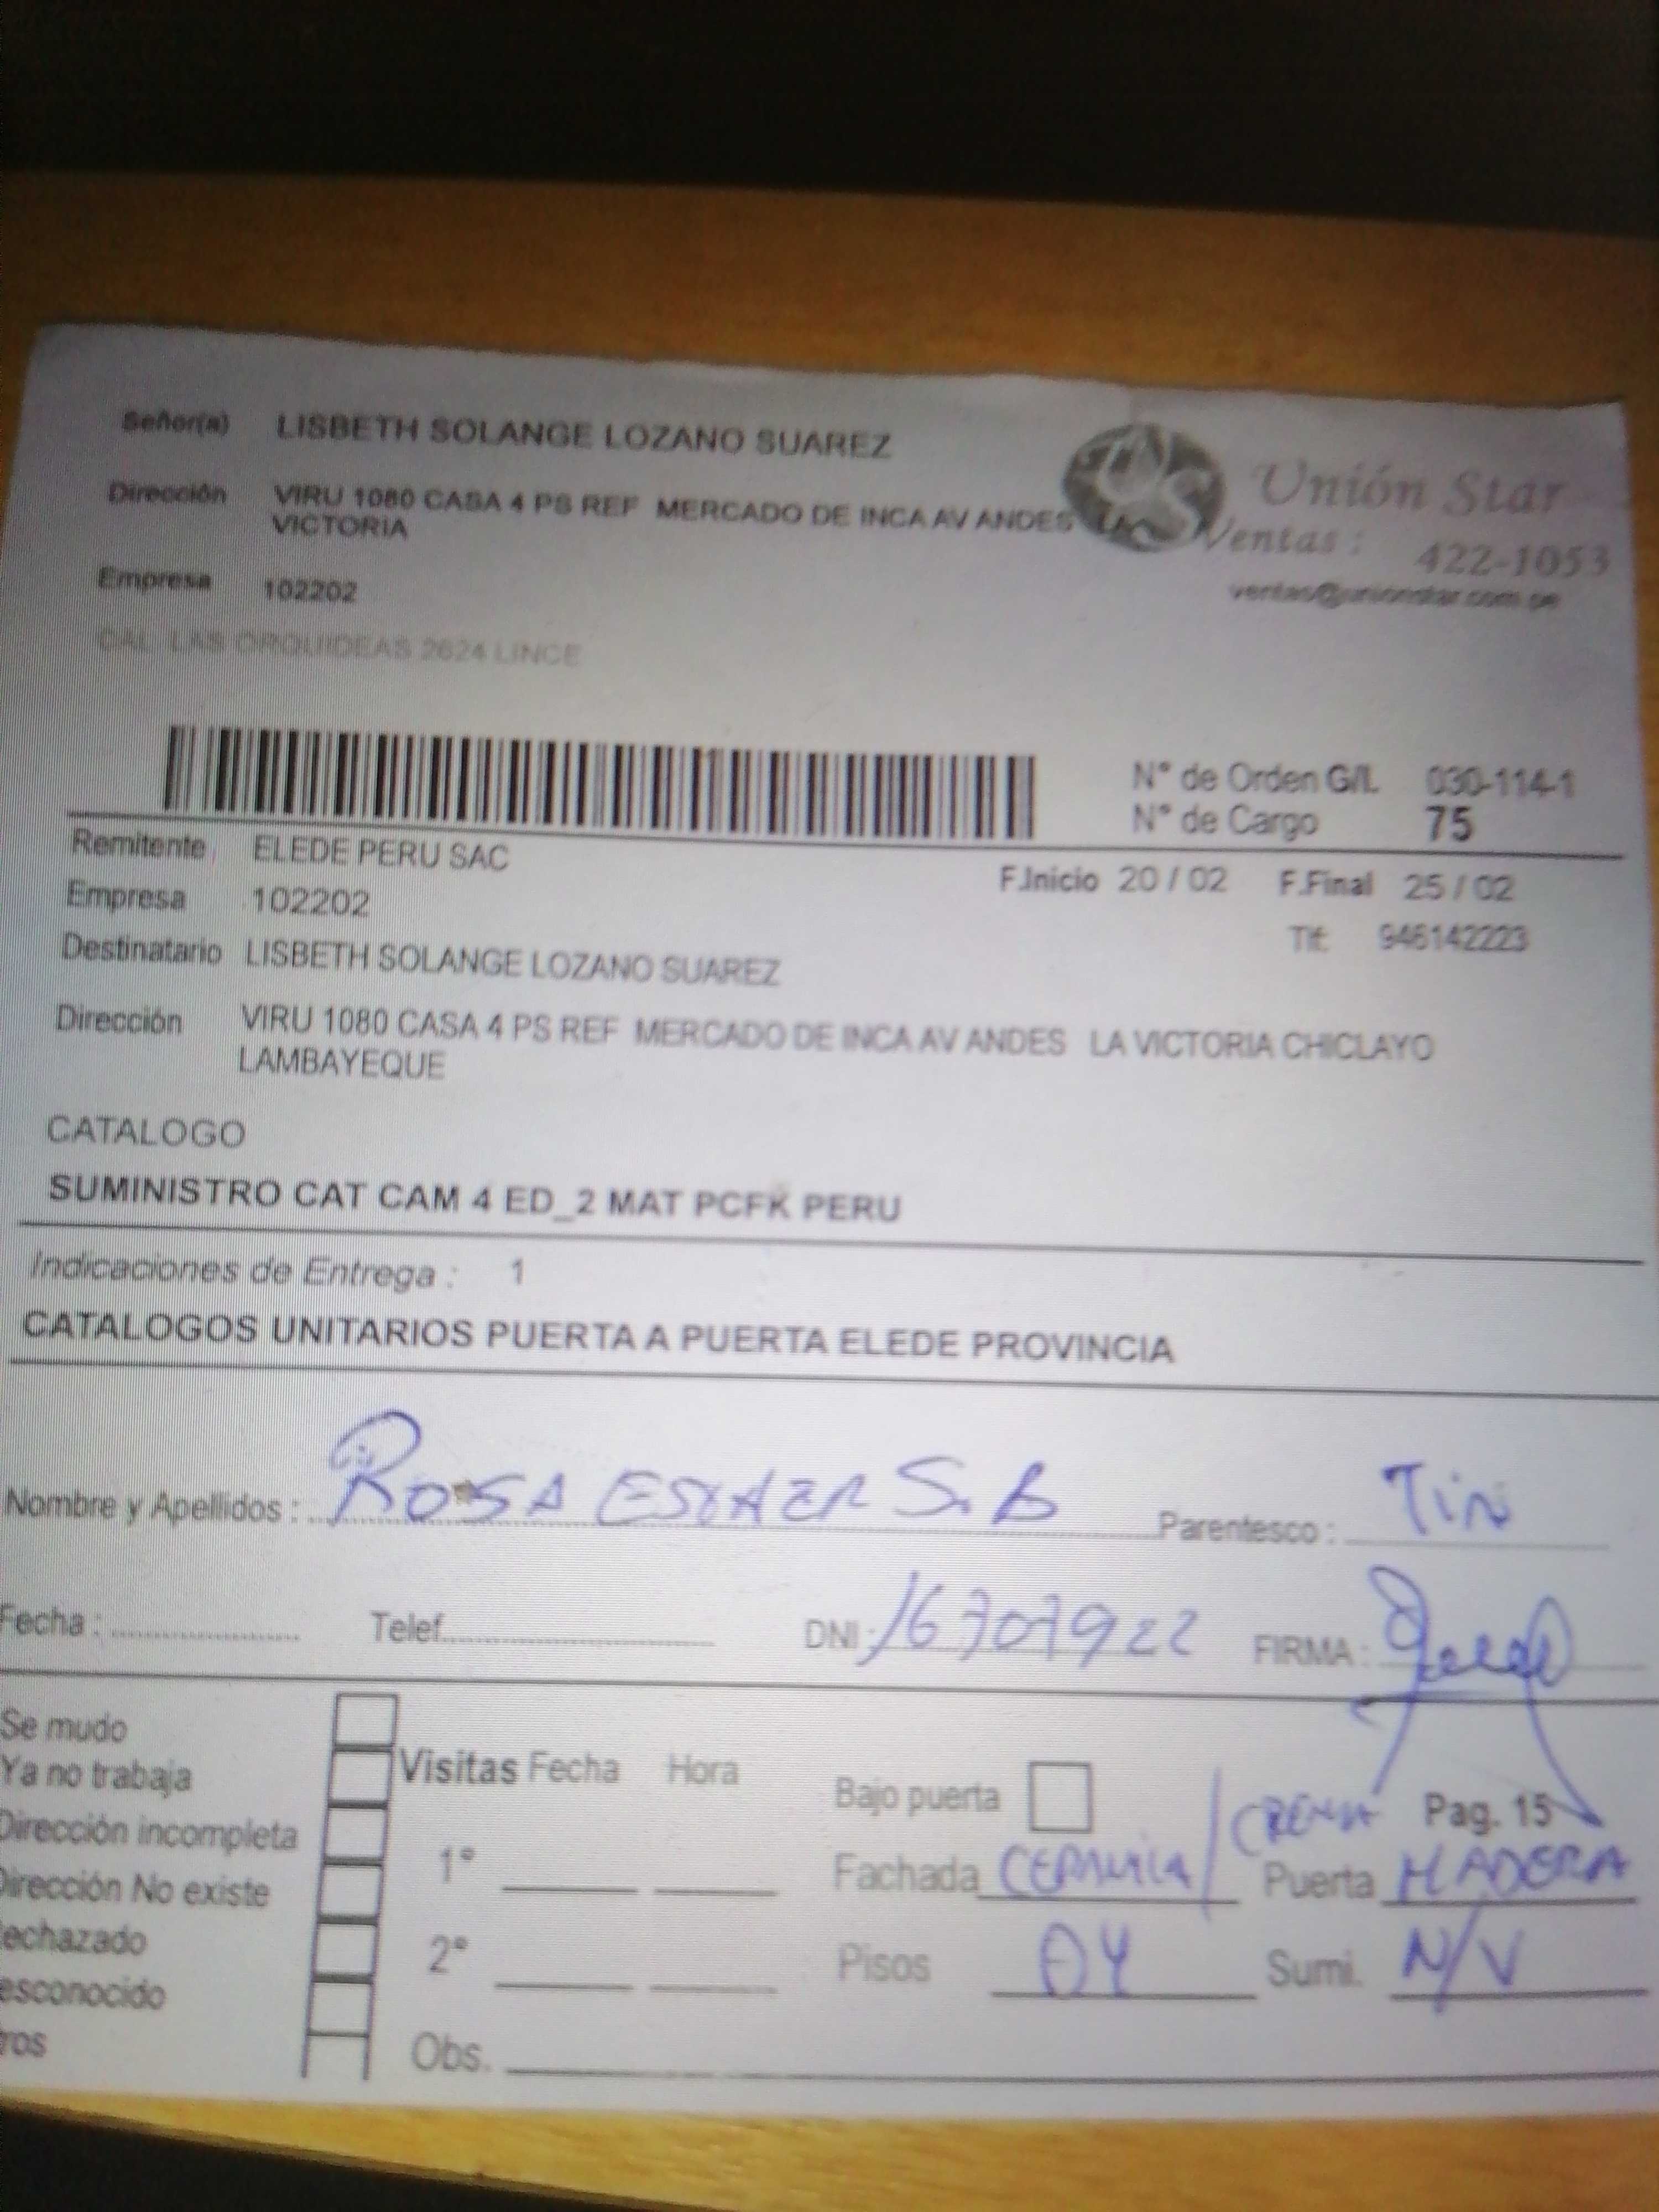 Señor(a) LISBETH SOLANGE LOZANO SUAREZ
Unión Star
Dirección VIRU 1080 CASA 4 PS REF MERCADO DE INCA AV ANDES LA
VICTORIA
Ventas : 422-1053
ventas@unionstar.com.pe
Empresa 102202
CAL LAS ORQUIDEAS 2624 LINCE
N° de Orden G/L 030-114-1
N° de Cargo 75
Remitente ELEDE PERU SAC
F.Inicio 20 / 02 F.Final 25 / 02
Empresa 102202
Tlf: 946142223
Destinatario LISBETH SOLANGE LOZANO SUAREZ
Dirección VIRU 1080 CASA 4 PS REF MERCADO DE INCA AV ANDES LA VICTORIA CHICLAYO
LAMBAYEQUE
CATALOGO
SUMINISTRO CAT CAM 4 ED_2 MAT PCFK PERU
Indicaciones de Entrega : 1
CATALOGOS UNITARIOS PUERTA A PUERTA ELEDE PROVINCIA
Nombre y Apellidos : ROSA S. B Parentesco :
Fecha : Telef. DNI: 16707922 FIRMA :
Se mudo
Ya no trabaja
Visitas Fecha Hora
Bajo puerta
CREMA Pag. 15
Dirección incompleta
1°
Fachada CERAMICA / Puerta MADERA
Dirección No existe
echazado
2°
Pisos Sumi. N/V
esconocido
ros
Obs.